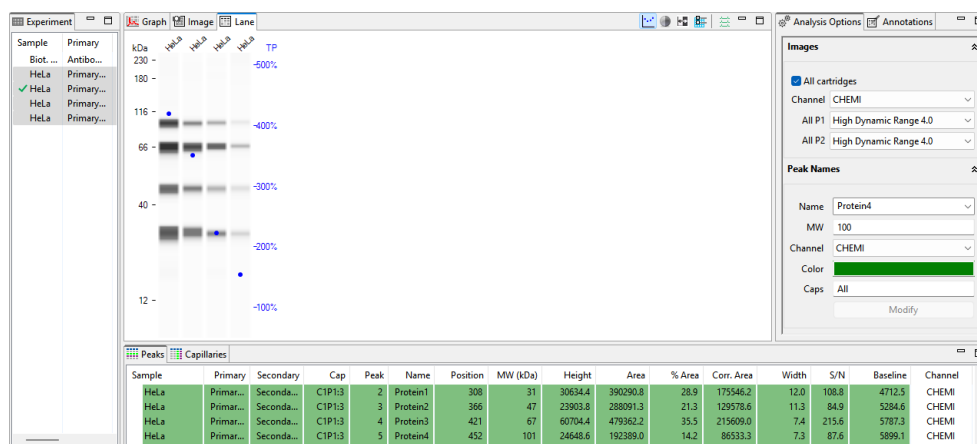 Experiment
Sample Primary
Biot. ... Antibo...
HeLa Primary...
HeLa Primary...
HeLa Primary...
HeLa Primary...
Graph Image Lane
kDa HeLa HeLa HeLa HeLa TP
230
180
116
66
40
12
500%
400%
300%
200%
100%
Analysis Options Annotations
Images
All cartridges
Channel CHEMI
All P1 High Dynamic Range 4.0
All P2 High Dynamic Range 4.0
Peak Names
Name Protein4
MW 100
Channel CHEMI
Color
Caps All
Modify
Peaks Capillaries
Sample Primary Secondary Cap Peak Name Position MW (kDa) Height Area % Area Corr. Area Width S/N Baseline Channel
HeLa Primar... Seconda... C1P1:3 2 Protein1 308 31 30634.4 390290.8 28.9 175546.2 12.0 108.8 4712.5 CHEMI
HeLa Primar... Seconda... C1P1:3 3 Protein2 366 47 23903.8 288091.3 21.3 129578.6 11.3 84.9 5284.6 CHEMI
HeLa Primar... Seconda... C1P1:3 4 Protein3 421 67 60704.4 479362.2 35.5 215609.0 7.4 215.6 5787.3 CHEMI
HeLa Primar... Seconda... C1P1:3 5 Protein4 452 101 24648.6 192389.0 14.2 86533.3 7.3 87.6 5899.1 CHEMI